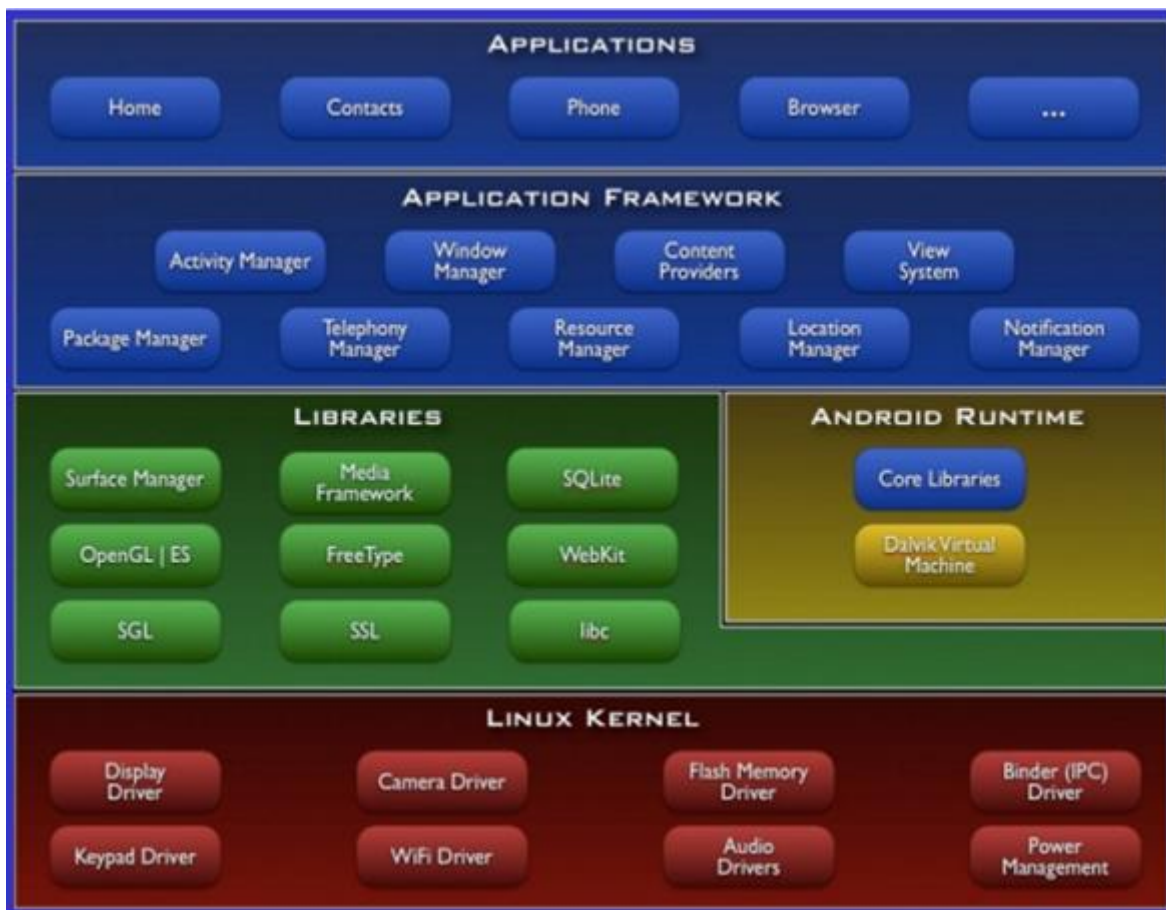 APPLICATIONS
Home
Contacts
Phone
Browser
...
APPLICATION FRAMEWORK
Activity Manager
Window
Manager
Content
Providers
View
System
Package Manager
Telephony
Manager
Resource
Manager
Location
Manager
Notification
Manager
LIBRARIES
Surface Manager
Media
Framework
SQLite
OpenGL | ES
FreeType
WebKit
SGL
SSL
libc
ANDROID RUNTIME
Core Libraries
Dalvik Virtual
Machine
LINUX KERNEL
Display
Driver
Camera Driver
Flash Memory
Driver
Binder (IPC)
Driver
Keypad Driver
WiFi Driver
Audio
Drivers
Power
Management